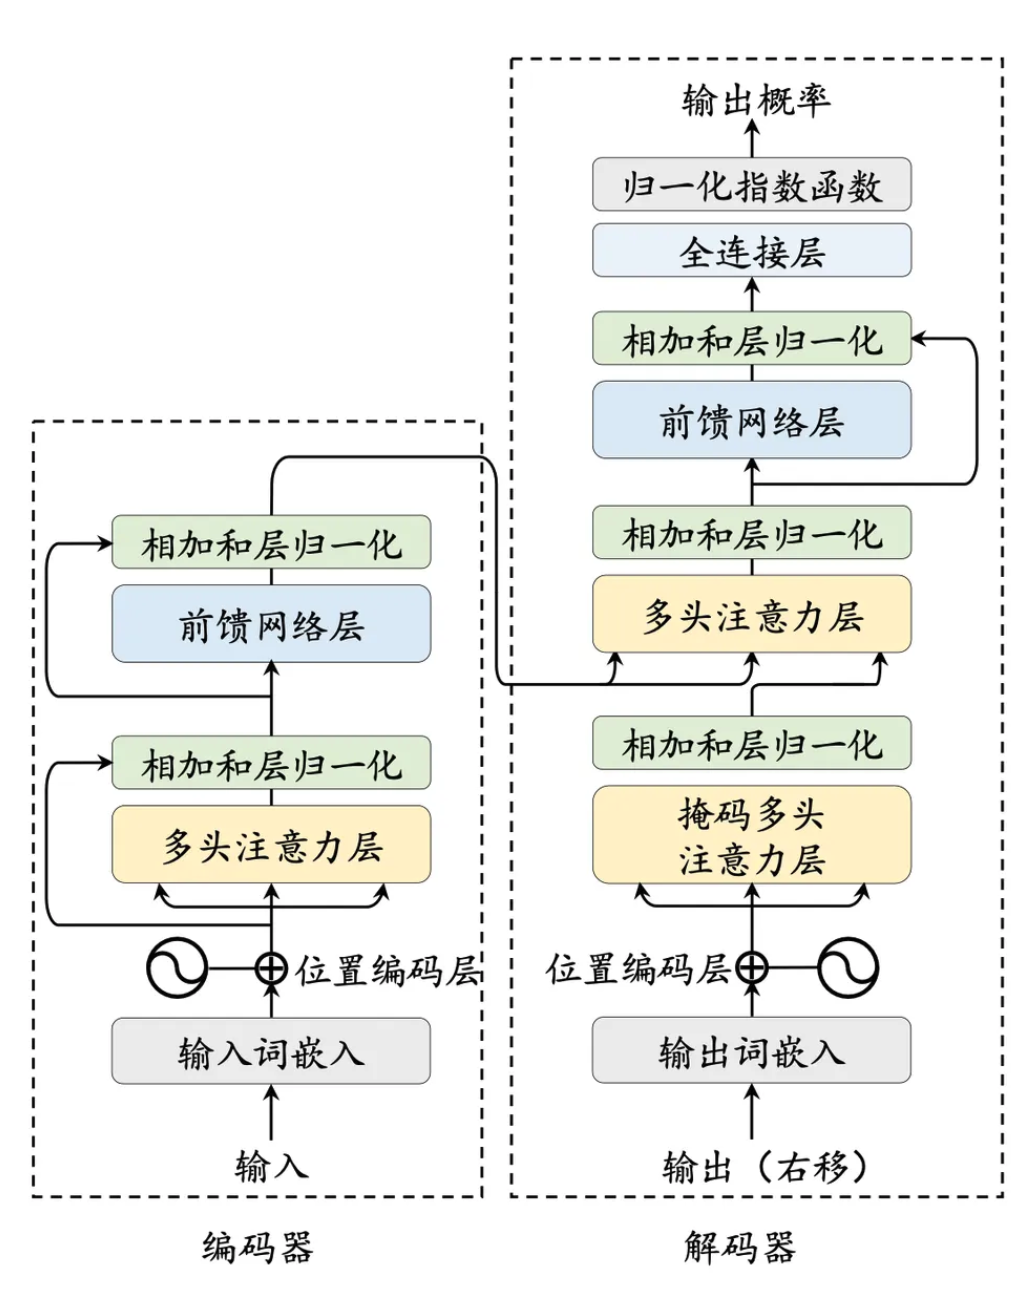 输出概率
归一化指数函数
全连接层
相加和层归一化
前馈网络层
相加和层归一化
多头注意力层
相加和层归一化
掩码多头
注意力层
位置编码层
输出词嵌入
输出（右移）
解码器
相加和层归一化
前馈网络层
相加和层归一化
多头注意力层
位置编码层
输入词嵌入
输入
编码器